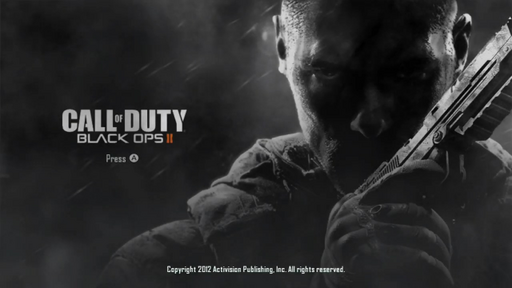 CALL OF DUTY
BLACK OPS II
Press A
Copyright 2012 Activision Publishing, Inc. All rights reserved.